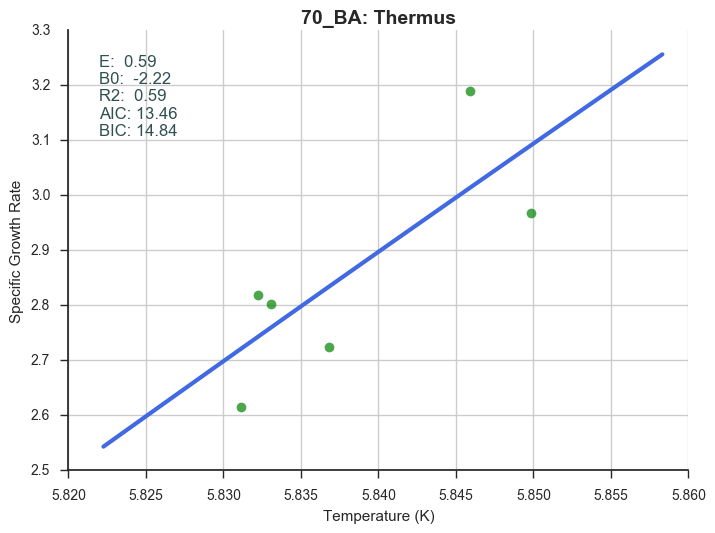 70_BA: Thermus
E:  0.59
B0:  -2.22
R2:  0.59
AIC: 13.46
BIC: 14.84
Specific Growth Rate
3.3
3.2
3.1
3.0
2.9
2.8
2.7
2.6
2.5
5.820 5.825 5.830 5.835 5.840 5.845 5.850 5.855 5.860
Temperature (K)